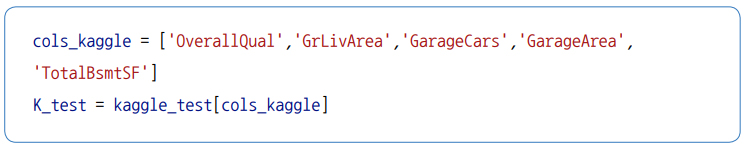 cols_kaggle = ['OverallQual','GrLivArea','GarageCars','GarageArea',
'TotalBsmtSF']
K_test = kaggle_test[cols_kaggle]